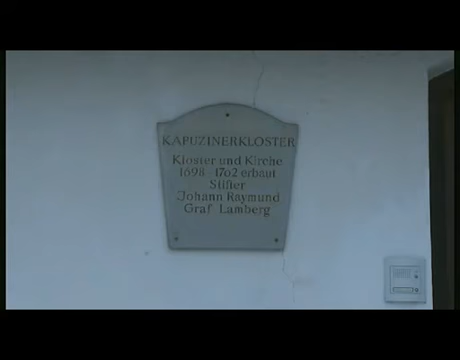 KAPUZINERKLOSTER
Kloster und Kirche
1698 - 1702 erbaut
Stifter
Johann Raymund
Graf Lamberg